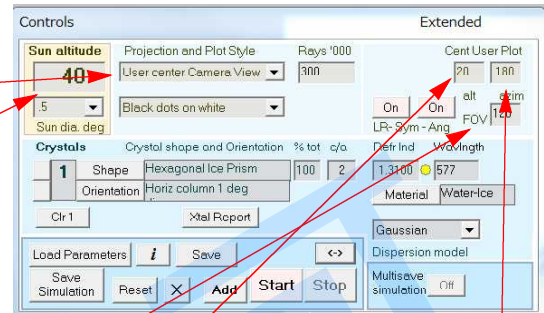 Controls Extended
Sun altitude Projection and Plot Style Rays '000 Cent User Plot
40 User center Camera View 300 20 180
alt azim
.5 Black dots on white On On FOV 120
Sun dia. deg LR- Sym - Ang
Crystals Crystal shape and Orientation % tot c/a Refr Ind Wavlngth
1 Shape Hexagonal Ice Prism 100 2 1.3100 577
Orientation Horiz column 1 deg Material Water-Ice
Clr 1 Xtal Report Gaussian
Load Parameters i Save <-> Dispersion model
Save Simulation Reset X Add Start Stop Multisave simulation Off